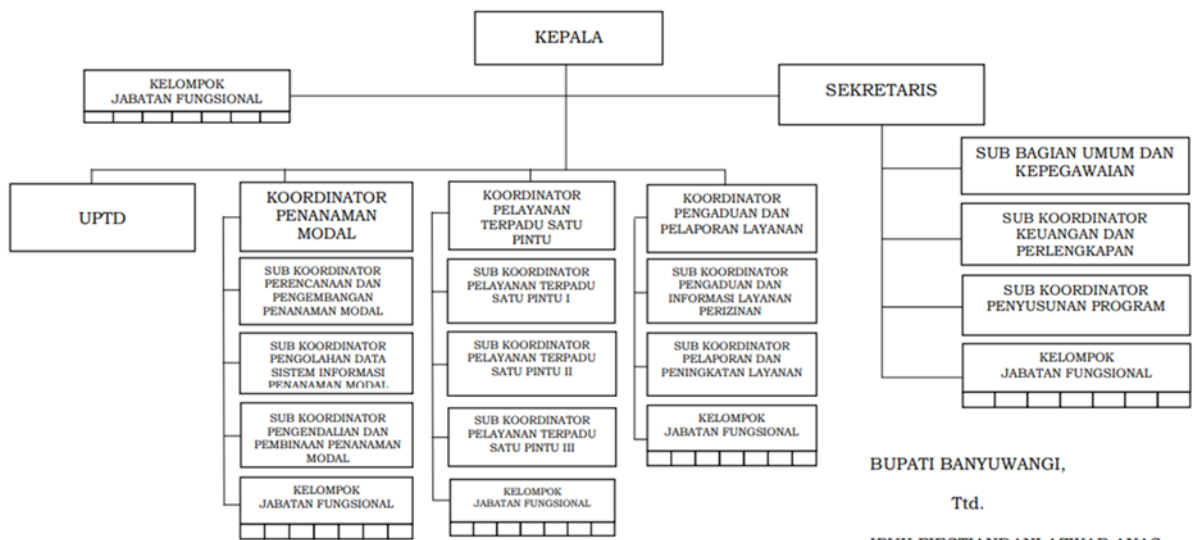 KEPALA
KELOMPOK
JABATAN FUNGSIONAL
SEKRETARIS
SUB BAGIAN UMUM DAN
KEPEGAWAIAN
SUB KOORDINATOR
KEUANGAN DAN
PERLENGKAPAN
SUB KOORDINATOR
PENYUSUNAN PROGRAM
KELOMPOK
JABATAN FUNGSIONAL
UPTD
KOORDINATOR
PENANAMAN
MODAL
SUB KOORDINATOR
PERENCANAAN DAN
PENGEMBANGAN
PENANAMAN MODAL
SUB KOORDINATOR
PENGOLAHAN DATA
SISTEM INFORMASI
PENANAMAN MODAL
SUB KOORDINATOR
PENGENDALIAN DAN
PEMBINAAN PENANAMAN
MODAL
KELOMPOK
JABATAN FUNGSIONAL
KOORDINATOR
PELAYANAN
TERPADU SATU
PINTU
SUB KOORDINATOR
PELAYANAN TERPADU
SATU PINTU I
SUB KOORDINATOR
PELAYANAN TERPADU
SATU PINTU II
SUB KOORDINATOR
PELAYANAN TERPADU
SATU PINTU III
KELOMPOK
JABATAN FUNGSIONAL
KOORDINATOR
PENGADUAN DAN
PELAPORAN LAYANAN
SUB KOORDINATOR
PENGADUAN DAN
INFORMASI LAYANAN
PERIZINAN
SUB KOORDINATOR
PELAPORAN DAN
PENINGKATAN LAYANAN
KELOMPOK
JABATAN FUNGSIONAL
BUPATI BANYUWANGI,
Ttd.
IPUK FIESTIANDANI AZWAR ANAS